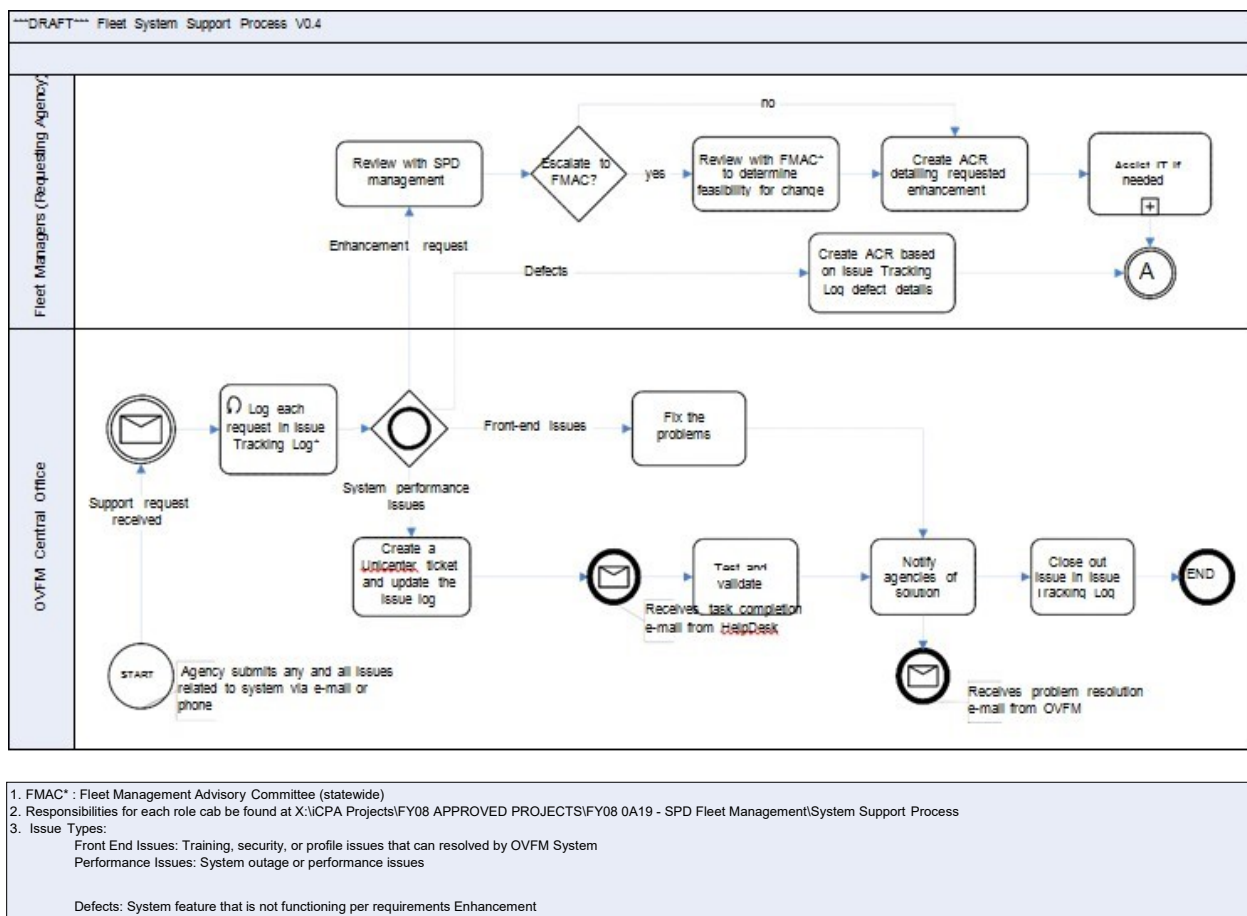 ***DRAFT*** Fleet System Support Process V0.4
Fleet Managers (Requesting Agency)
no
Review with SPD
management
Escalate to
FMAC?
yes
Review with FMAC*
to determine
feasibility for change
Create ACR
detailing requested
enhancement
Assist IT if
needed
Enhancement request
Defects
Create ACR based
on Issue Tracking
Log defect details
A
OVFM Central Office
Log each
request in Issue
Tracking Log*
Front-end Issues
Fix the
problems
Support request
received
System performance
Issues
Create a
Unicenter ticket
and update the
Issue log
Test and
validate
Notify
agencies of
solution
Close out
Issue in Issue
Tracking Log
END
Receives task completion
e-mail from HelpDesk
START
Agency submits any and all Issues
related to system via e-mail or
phone
Receives problem resolution
e-mail from OVFM
1. FMAC* : Fleet Management Advisory Committee (statewide)
2. Responsibilities for each role cab be found at X:\iCPA Projects\FY08 APPROVED PROJECTS\FY08 0A19 - SPD Fleet Management\System Support Process
3. Issue Types:
Front End Issues: Training, security, or profile issues that can resolved by OVFM System
Performance Issues: System outage or performance issues
Defects: System feature that is not functioning per requirements Enhancement